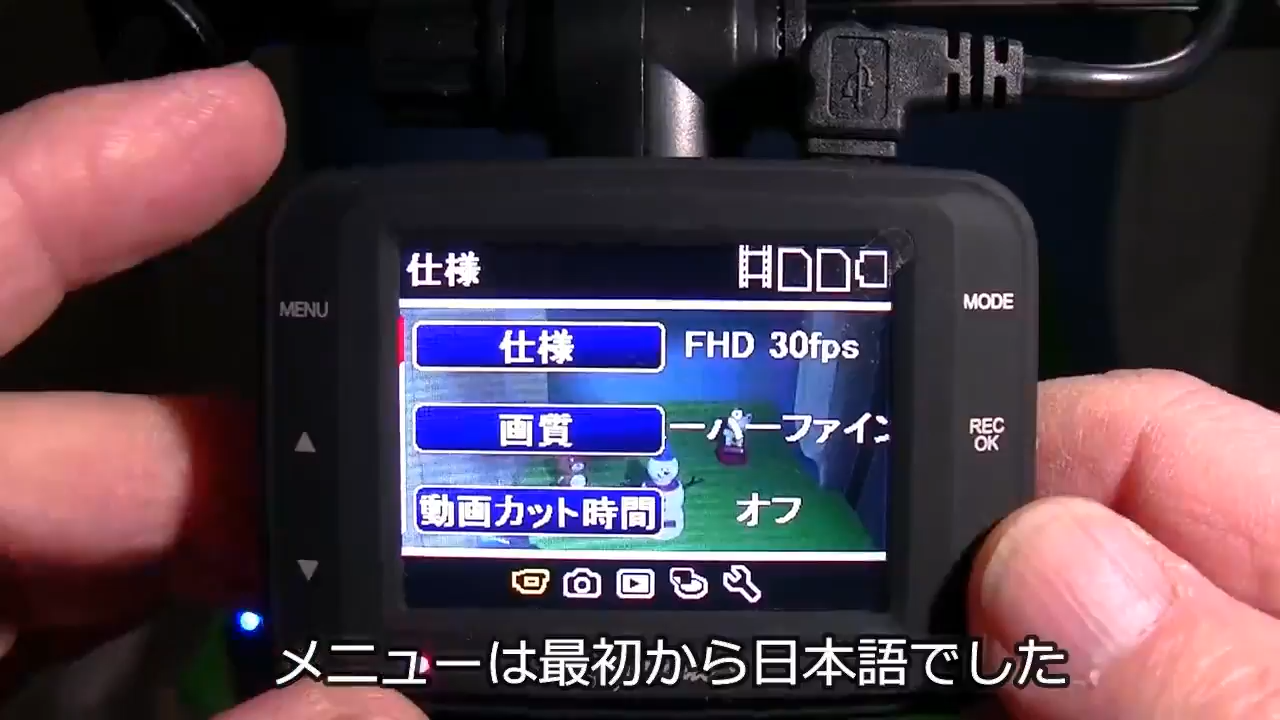 仕様
MENU
MODE
仕様 FHD 30fps
画質 ーパーファイン
REC
OK
動画カット時間 オフ
メニューは最初から日本語でした